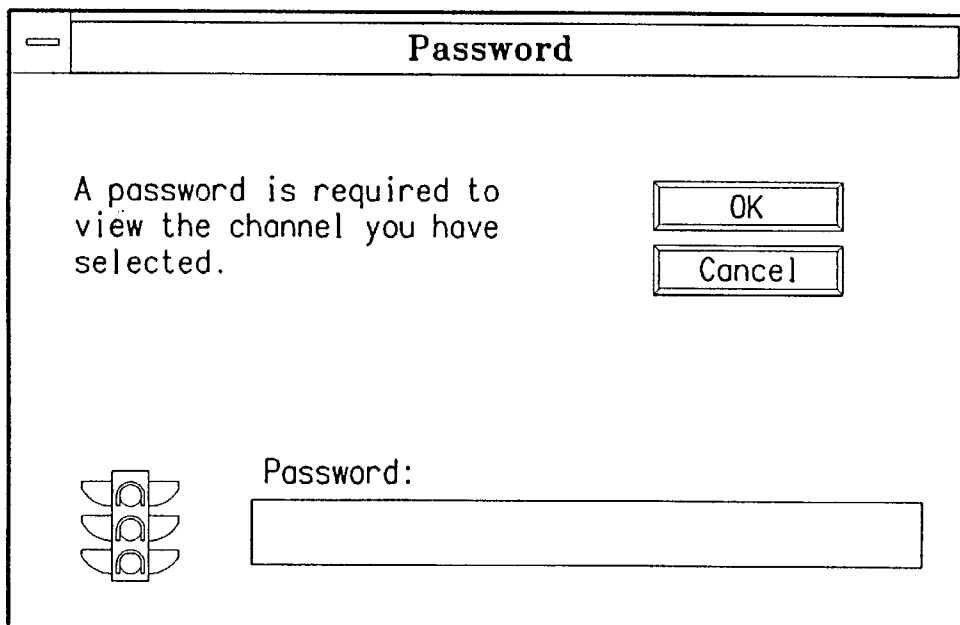 Password
A password is required to
view the channel you have
selected.
OK
Cancel
Password: